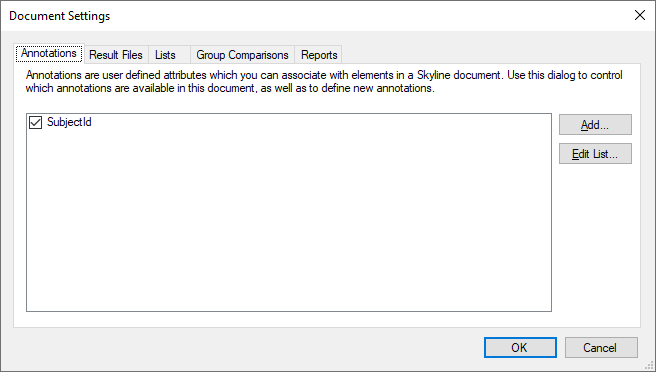 Document Settings
Annotations Result Files Lists Group Comparisons Reports
Annotations are user defined attributes which you can associate with elements in a Skyline document. Use this dialog to control
which annotations are available in this document, as well as to define new annotations.
SubjectId
Add...
Edit List...
OK Cancel